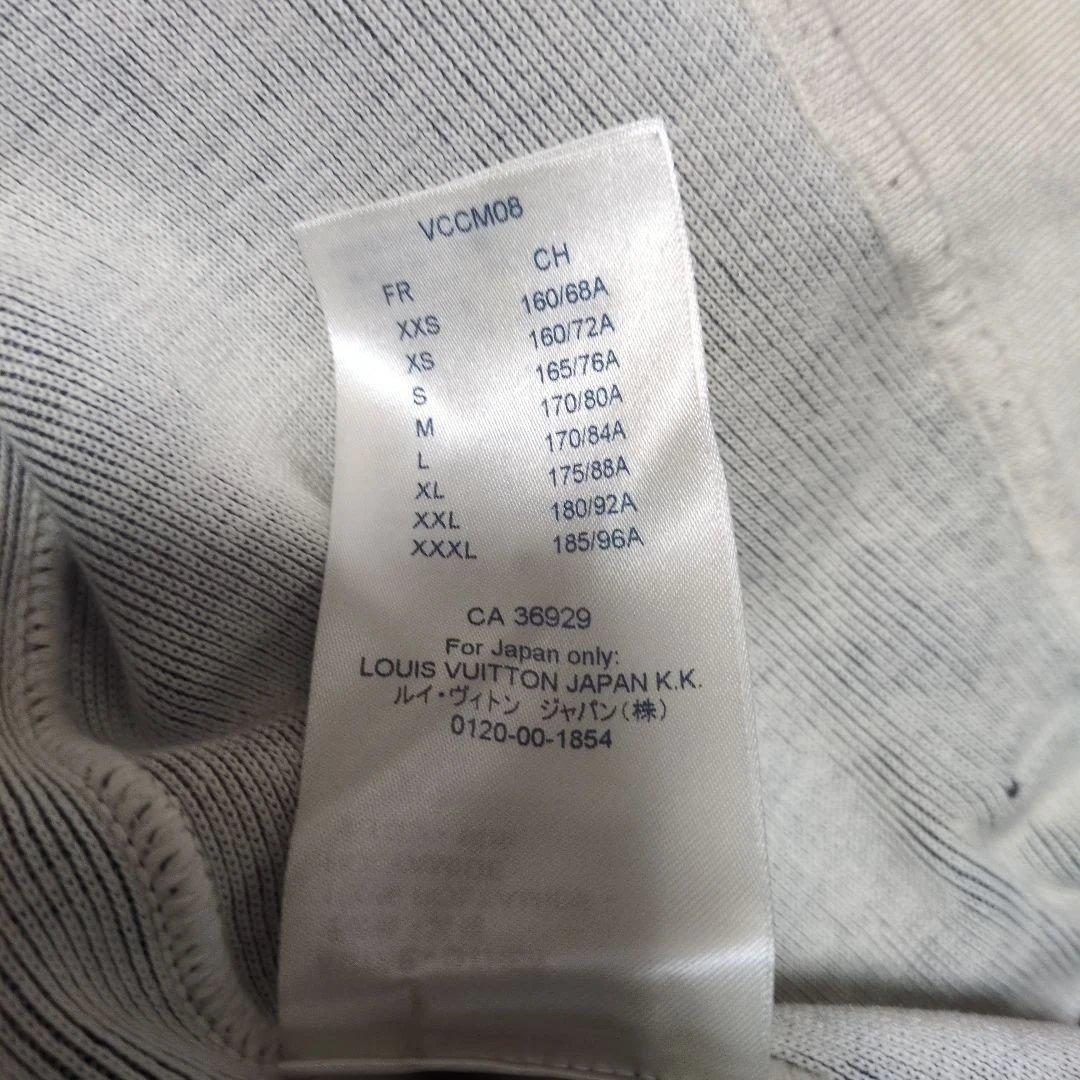 VCCM08
FR CH
XXS 160/68A
XS 160/72A
S 165/76A
M 170/80A
L 170/84A
XL 175/88A
XXL 180/92A
XXXL 185/96A
CA 36929
For Japan only:
LOUIS VUITTON JAPAN K.K.
ルイ・ヴィトン ジャパン(株)
0120-00-1854